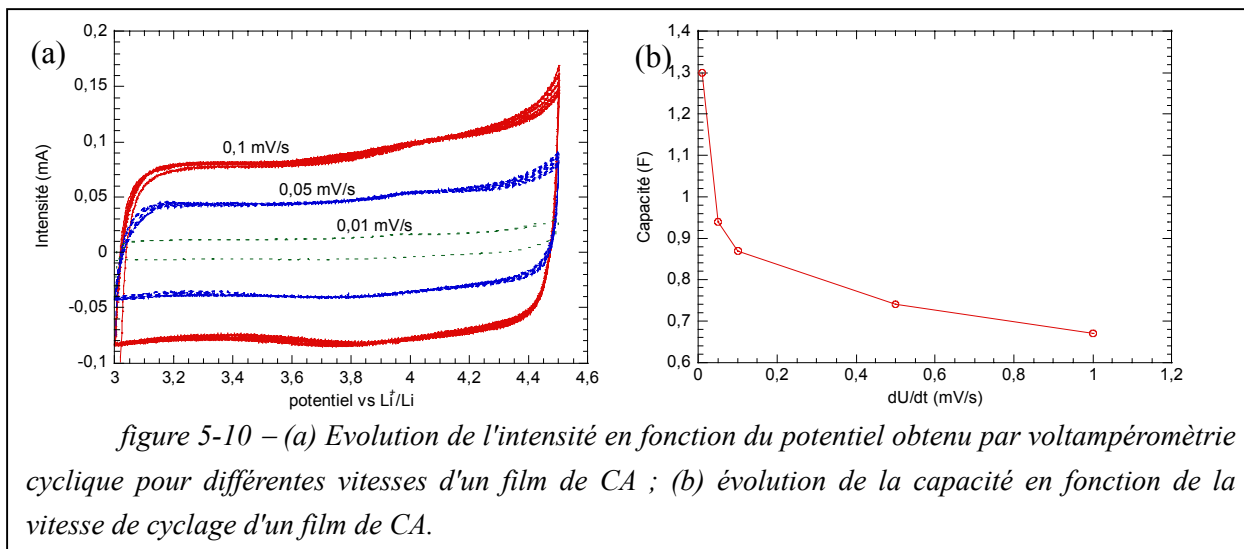 (a)
0,2
0,15
0,1
0,05
0
-0,05
-0,1
Intensité (mA)
0,1 mV/s
0,05 mV/s
0,01 mV/s
3 3,2 3,4 3,6 3,8 4 4,2 4,4 4,6
potentiel vs Li+/Li
(b)
1,4
1,3
1,2
1,1
1
0,9
0,8
0,7
0,6
Capacité (F)
0 0,2 0,4 0,6 0,8 1 1,2
dU/dt (mV/s)
figure 5-10 – (a) Evolution de l'intensité en fonction du potentiel obtenu par voltampéromètrie
cyclique pour différentes vitesses d'un film de CA ; (b) évolution de la capacité en fonction de la
vitesse de cyclage d'un film de CA.